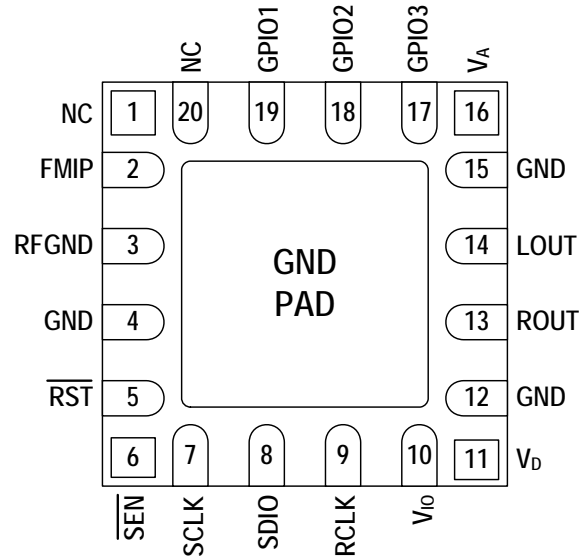 NC
GPIO1
GPIO2
GPIO3
VA
NC
1
20
19
18
17
16
FMIP
2
15
GND
RFGND
3
14
LOUT
GND
PAD
GND
4
13
ROUT
RST
5
12
GND
6
7
8
9
10
11
VD
SEN
SCLK
SDIO
RCLK
VIO